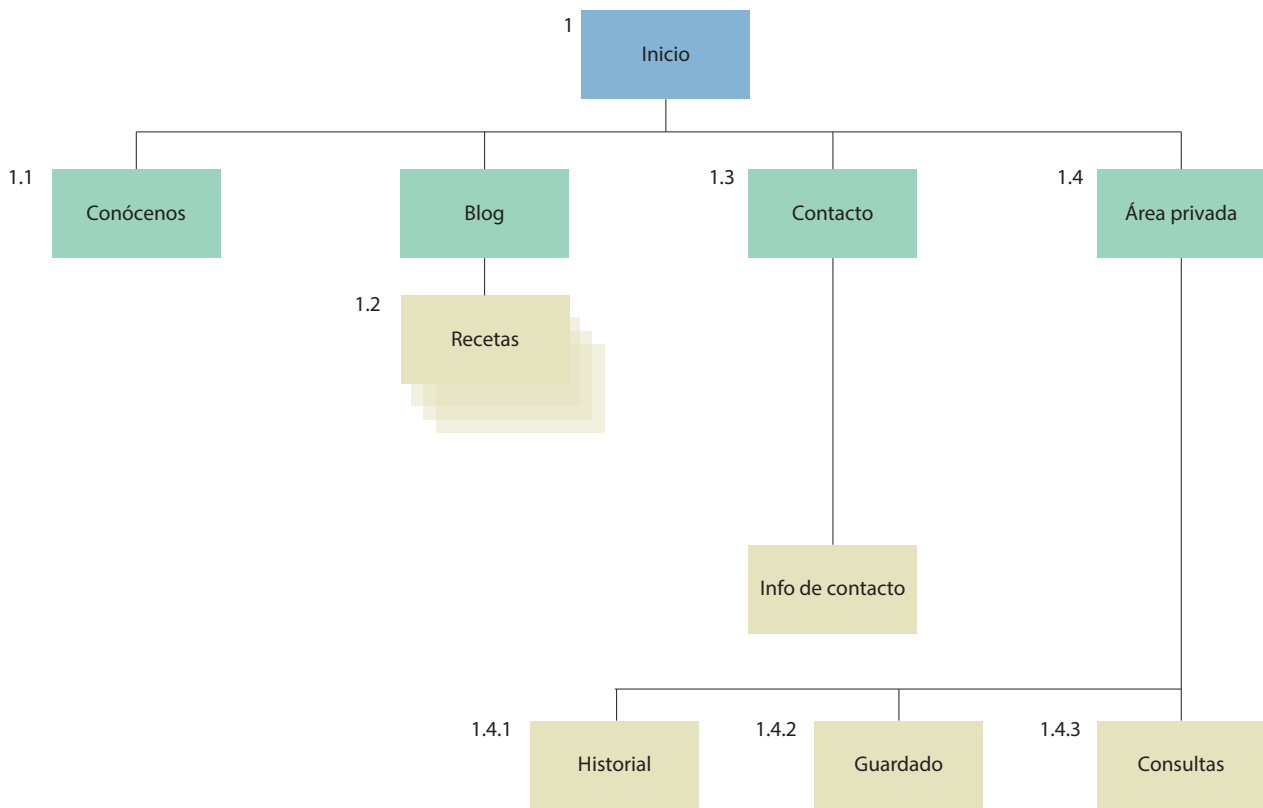 1
Inicio
1.1
Conócenos
Blog
1.3
Contacto
1.4
Área privada
1.2
Recetas
Info de contacto
1.4.1
Historial
1.4.2
Guardado
1.4.3
Consultas